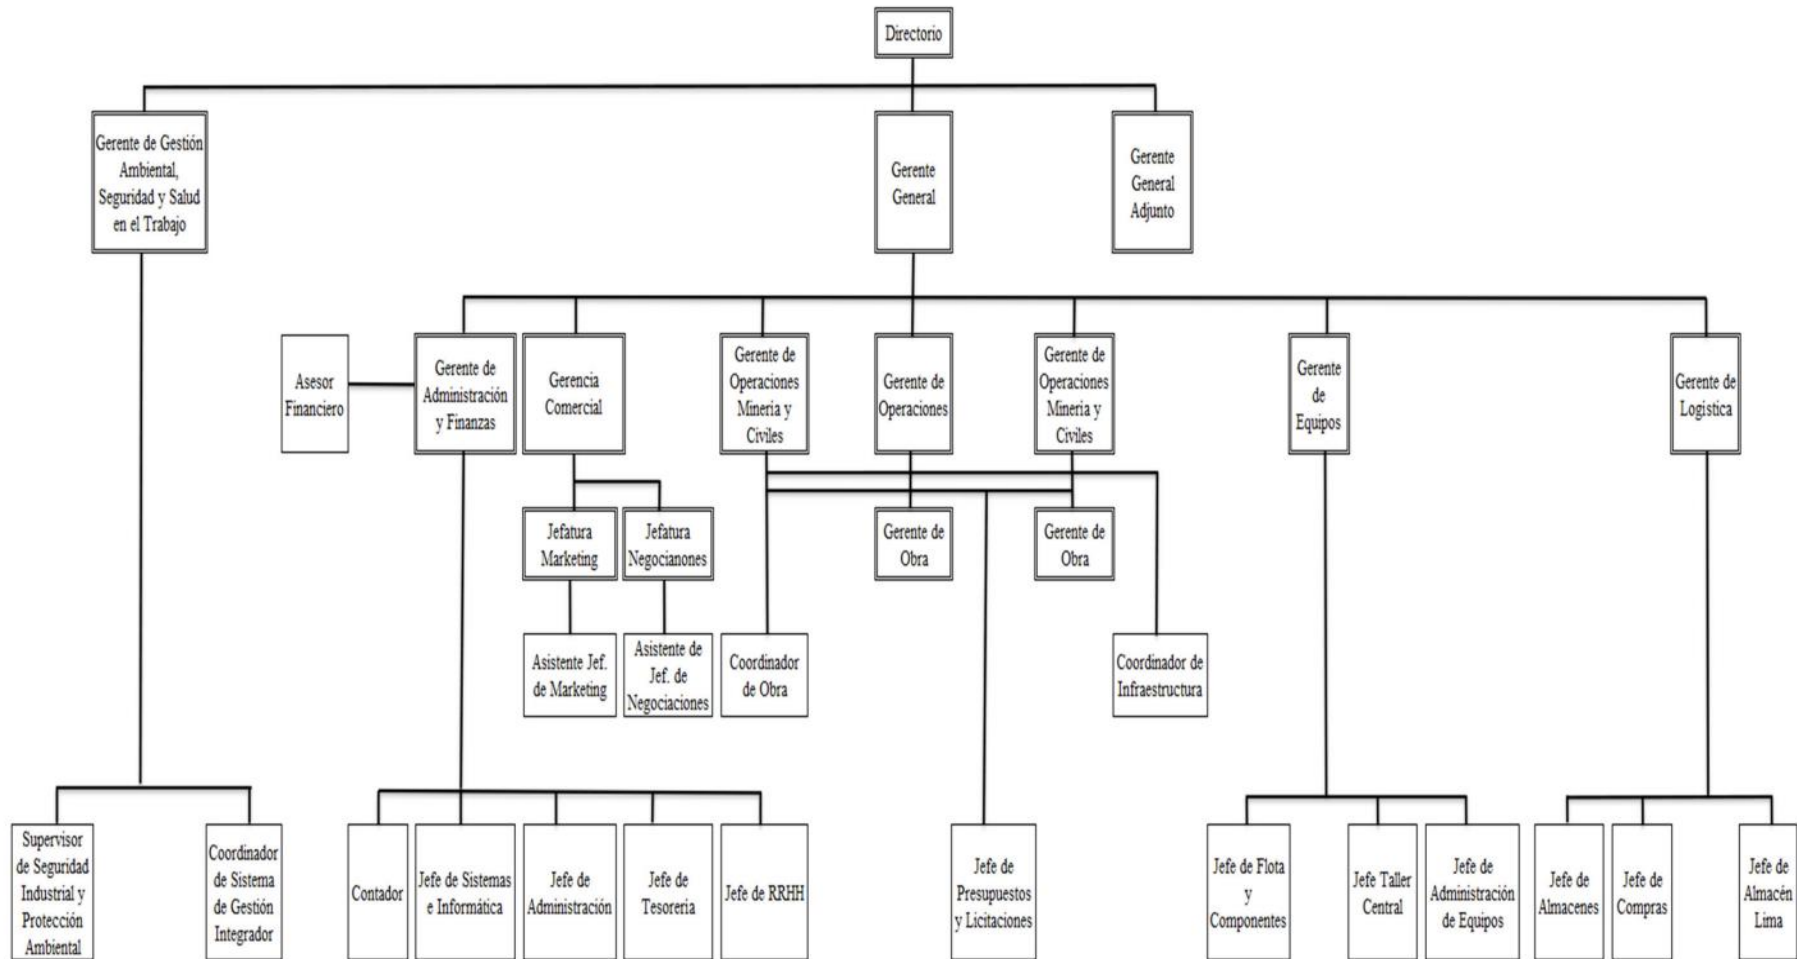 Directorio
Gerente de Gestión
Ambiental,
Seguridad y Salud
en el Trabajo
Gerente
General
Gerente
General
Adjunto
Asesor
Financiero
Gerente de
Administración
y Finanzas
Gerencia
Comercial
Gerente de
Operaciones
Mineria y
Civiles
Gerente de
Operaciones
Gerente de
Operaciones
Mineria y
Civiles
Gerente
de
Equipos
Gerente de
Logística
Jefatura
Marketing
Jefatura
Negocianones
Gerente de
Obra
Gerente de
Obra
Asistente Jef.
de Marketing
Asistente de
Jef. de
Negociaciones
Coordinador
de Obra
Coordinador de
Infraestructura
Supervisor
de Seguridad
Industrial y
Protección
Ambiental
Coordinador
de Sistema
de Gestión
Integrador
Contador
Jefe de Sistemas
e Informática
Jefe de
Administración
Jefe de
Tesoreria
Jefe de RRHH
Jefe de
Presupuestos
y Licitaciones
Jefe de Flota
y
Componentes
Jefe Taller
Central
Jefe de
Administración
de Equipos
Jefe de
Almacenes
Jefe de
Compras
Jefe de
Almacén
Lima